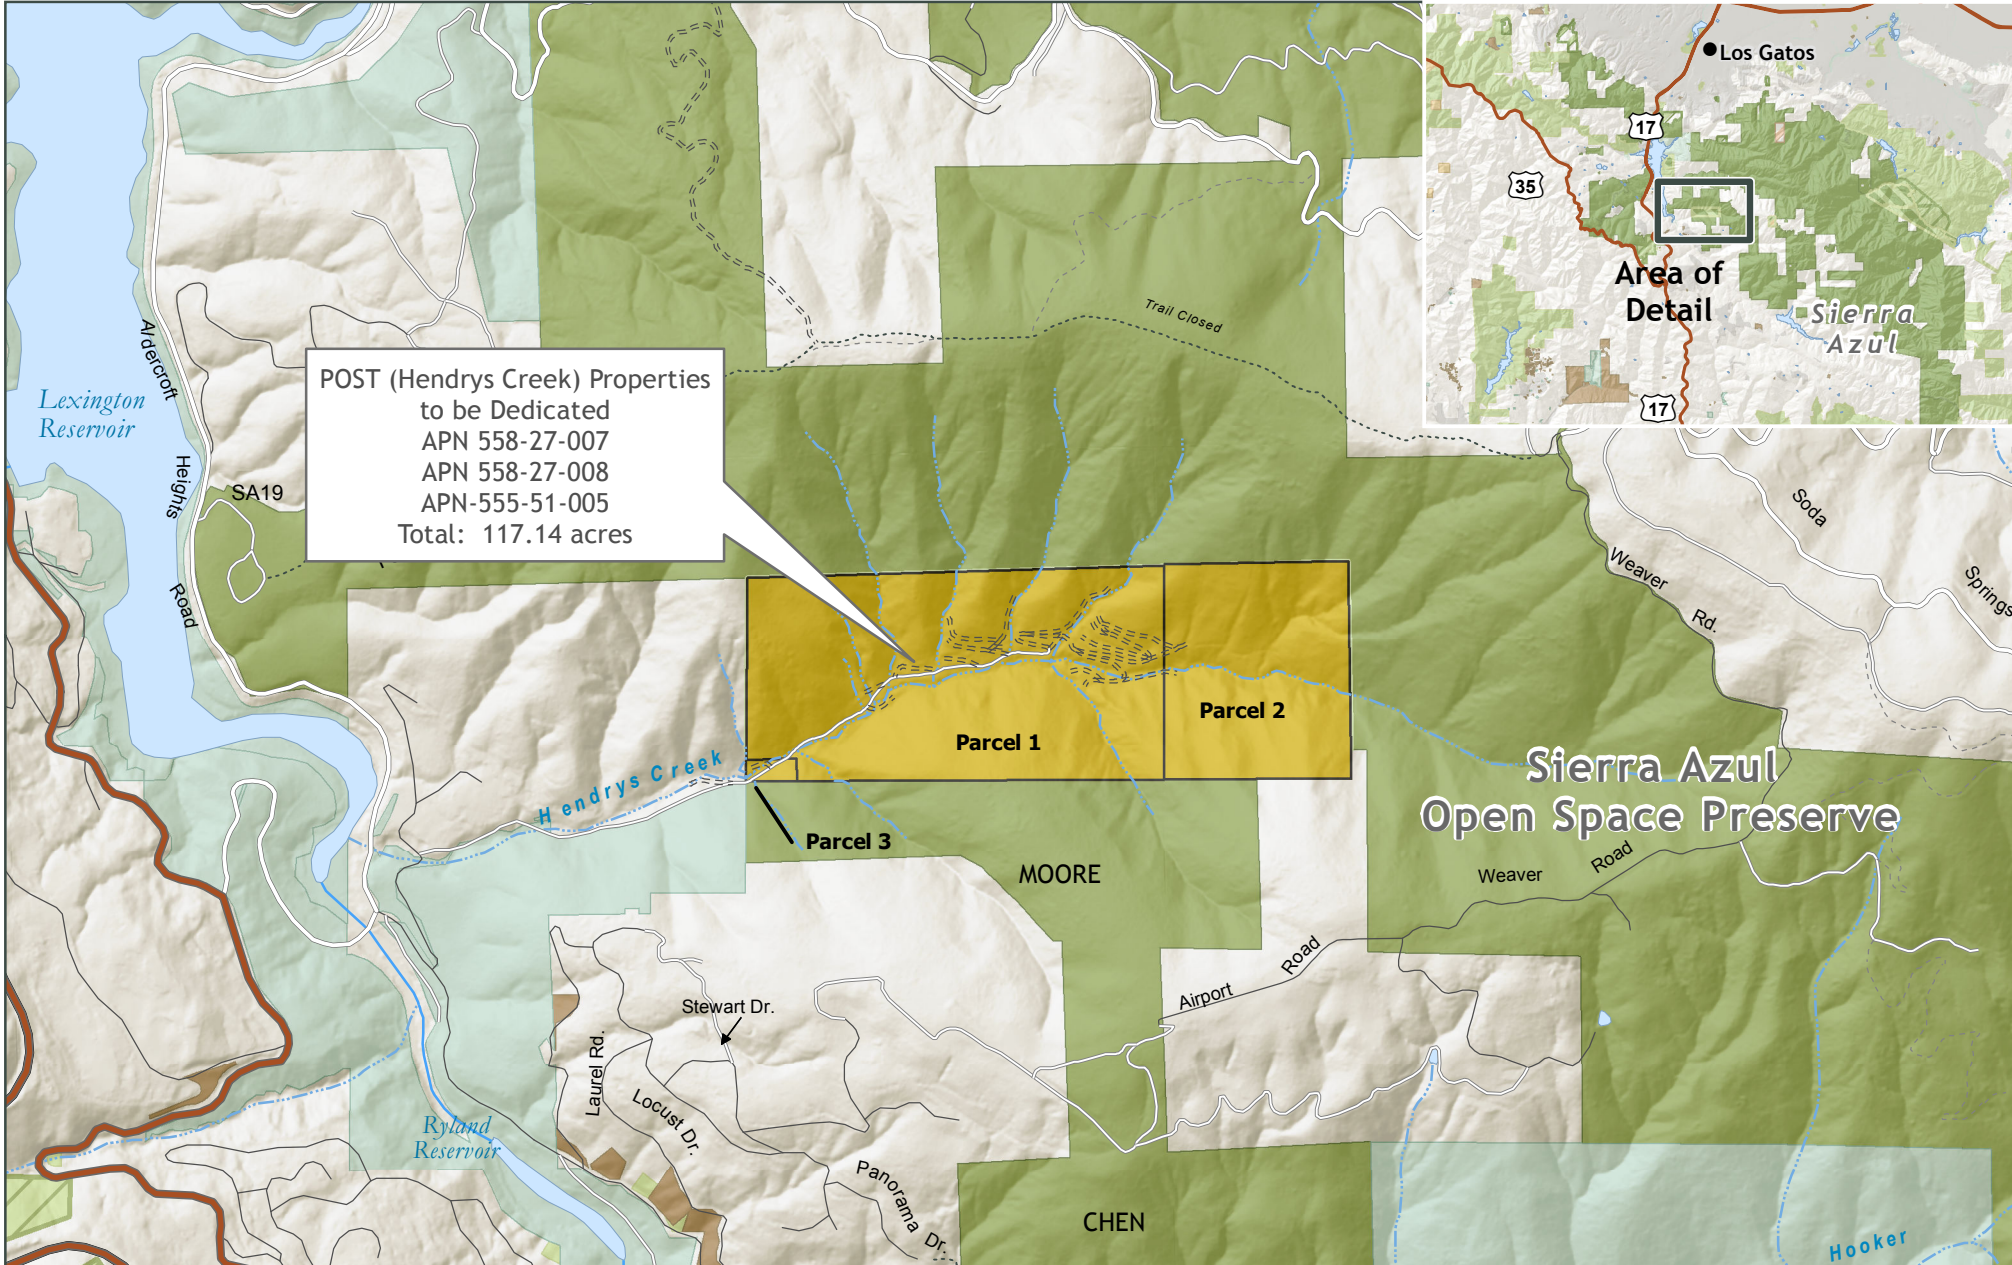 Los Gatos
17
35
Area of
Detail
Sierra
Azul
17
Trail Closed
Aldercroft
Heights
Road
Lexington
Reservoir
SA19
POST (Hendrys Creek) Properties
to be Dedicated
APN 558-27-007
APN 558-27-008
APN-555-51-005
Total: 117.14 acres
Soda
Springs
Weaver
Rd.
Parcel 2
Parcel 1
Parcel 3
Hendrys Creek
Sierra Azul
Open Space Preserve
MOORE
Weaver
Road
Airport
Road
Stewart Dr.
Laurel Rd.
Locust Dr.
Panorama
Dr.
Ryland
Reservoir
CHEN
Hooker